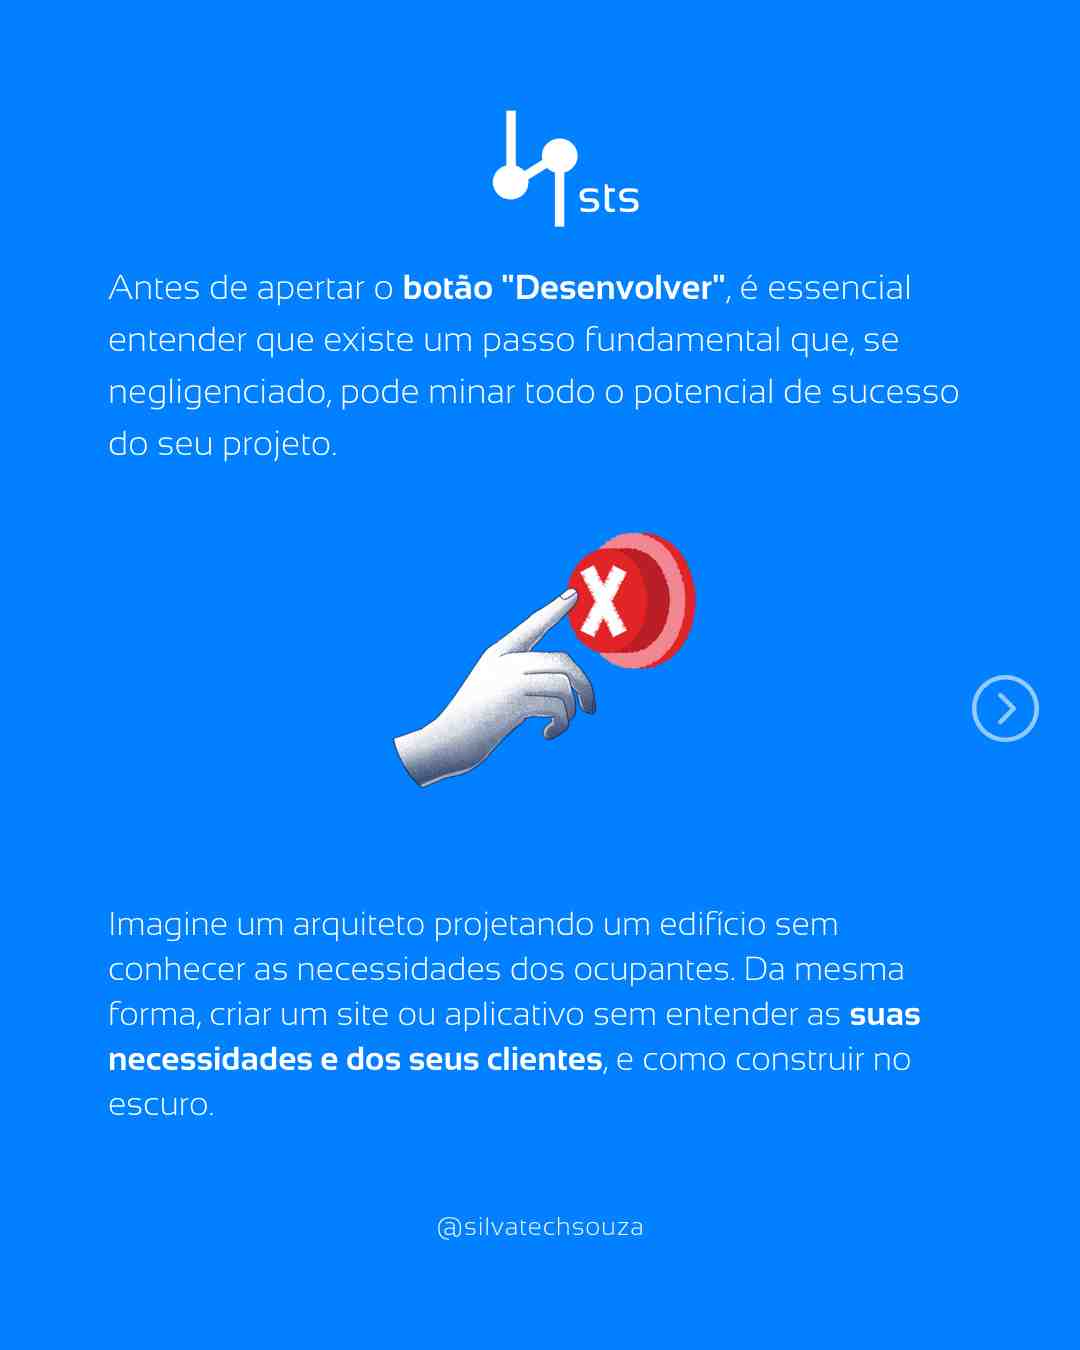 sts
Antes de apertar o botão "Desenvolver", é essencial
entender que existe um passo fundamental que, se
negligenciado, pode minar todo o potencial de sucesso
do seu projeto.
X
Imagine um arquiteto projetando um edifício sem
conhecer as necessidades dos ocupantes. Da mesma
forma, criar um site ou aplicativo sem entender as suas
necessidades e dos seus clientes, e como construir no
escuro.
@silvatechsouza